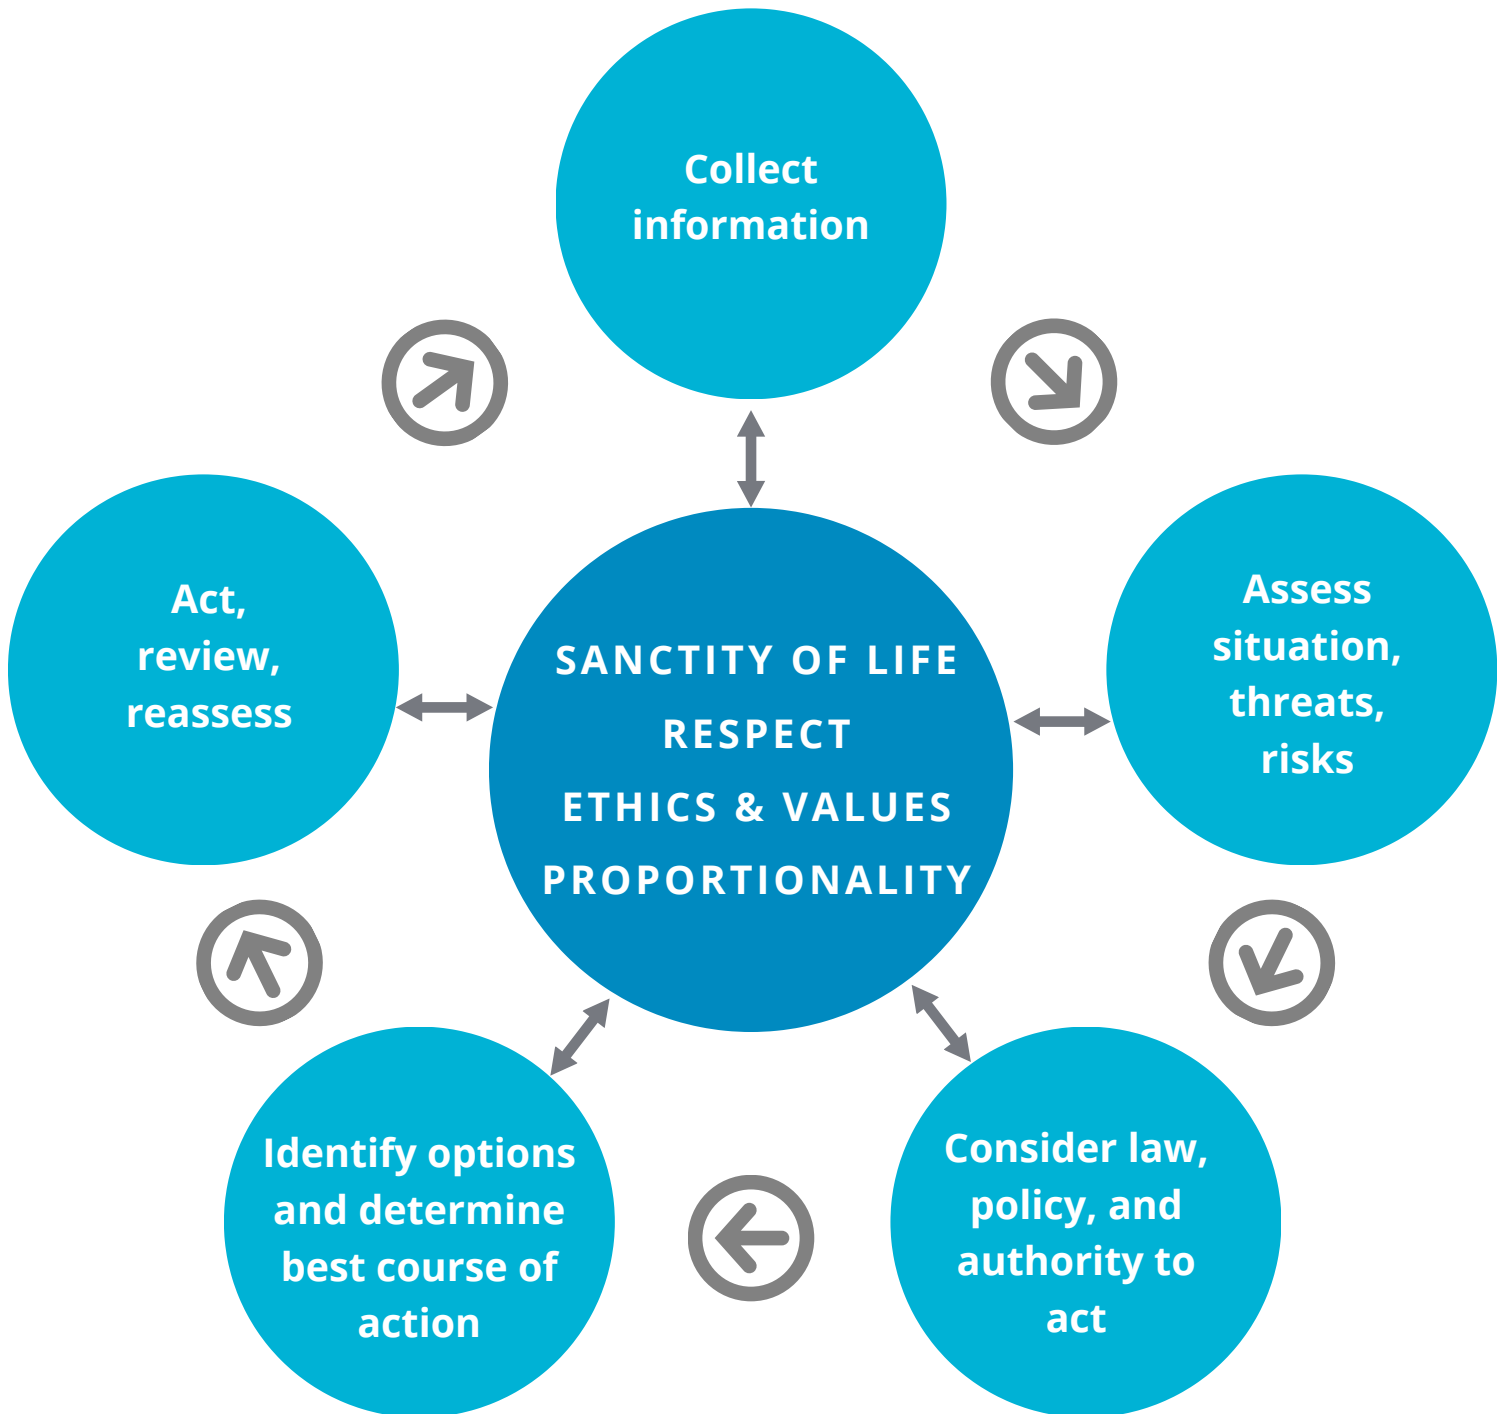 Collect
information
Assess
situation,
threats,
risks
Consider law,
policy, and
authority to
act
Identify options
and determine
best course of
action
Act,
review,
reassess
SANCTITY OF LIFE
RESPECT
ETHICS & VALUES
PROPORTIONALITY